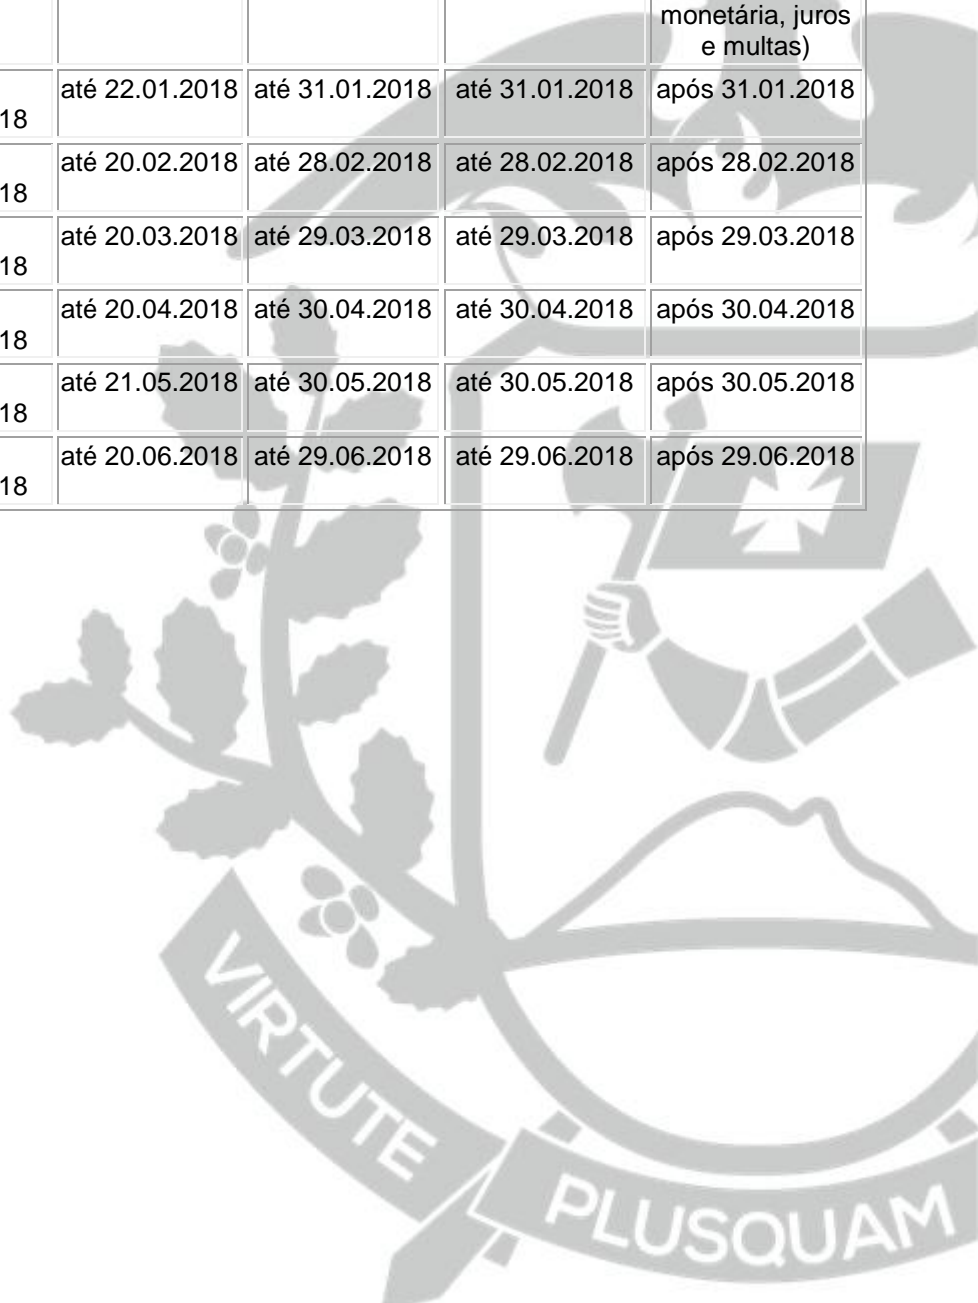 monetária, juros
e multas)
até 22.01.2018 até 31.01.2018 até 31.01.2018 após 31.01.2018
18
até 20.02.2018 até 28.02.2018 até 28.02.2018 após 28.02.2018
18
até 20.03.2018 até 29.03.2018 até 29.03.2018 após 29.03.2018
18
até 20.04.2018 até 30.04.2018 até 30.04.2018 após 30.04.2018
18
até 21.05.2018 até 30.05.2018 até 30.05.2018 após 30.05.2018
18
até 20.06.2018 até 29.06.2018 até 29.06.2018 após 29.06.2018
18
VIRTUTE
PLUSQUAM